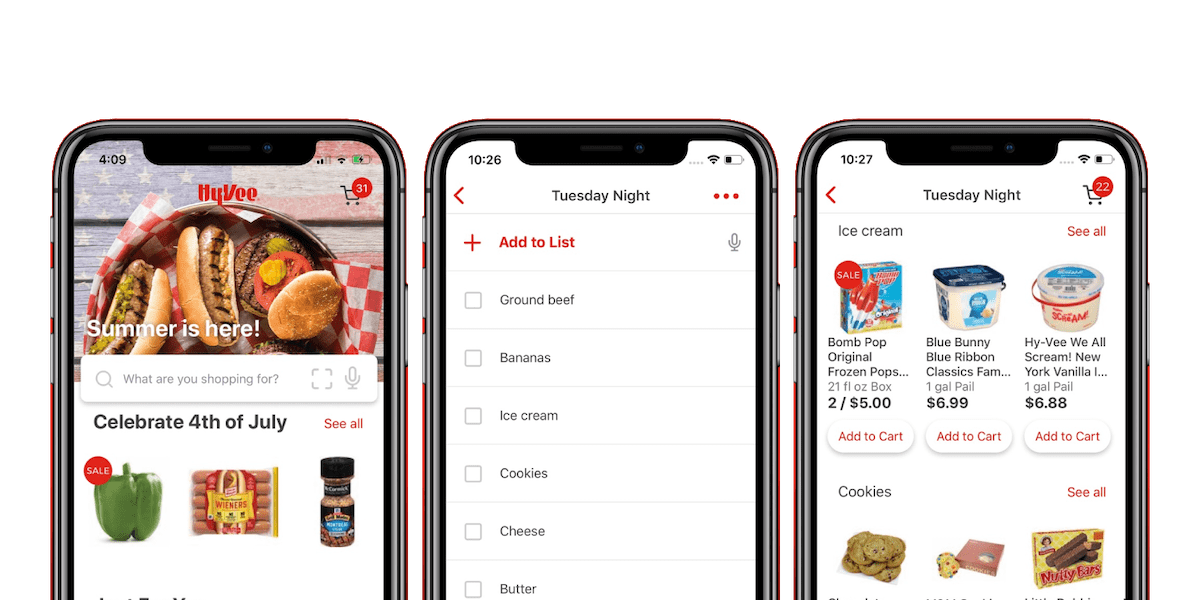 4:09
HyVee
31
Summer is here!
What are you shopping for?
Celebrate 4th of July
See all
SALE
WIENERS
McCormick
MONTREAL
10:26
Tuesday Night
Add to List
Ground beef
Bananas
Ice cream
Cookies
Cheese
Butter
10:27
Tuesday Night
22
Ice cream
See all
SALE
Original
SCREAM!
Bomb Pop
Original
Frozen Pops...
21 fl oz Box
2 / $5.00
Add to Cart
Blue Bunny
Blue Ribbon
Classics Fam...
1 gal Pail
$6.99
Add to Cart
Hy-Vee We All
Scream! New
York Vanilla I...
1 gal Pail
$6.88
Add to Cart
Cookies
See all
Nutty Bars